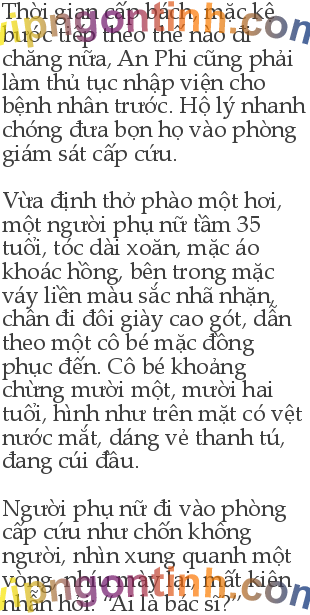 Thời gian cấp bách, mặc kệ
bước tiếp theo thế nào đi
chăng nữa, An Phi cũng phải
làm thủ tục nhập viện cho
bệnh nhân trước. Hộ lý nhanh
chóng đưa bọn họ vào phòng
giám sát cấp cứu.
Vừa định thở phào một hơi,
một người phụ nữ tầm 35
tuổi, tóc dài xoăn, mặc áo
khoác hồng, bên trong mặc
váy liền màu sắc nhã nhặn,
chân đi đôi giày cao gót, dẫn
theo một cô bé mặc đồng
phục đến. Cô bé khoảng
chừng mười một, mười hai
tuổi, hình như trên mặt có vệt
nước mắt, dáng vẻ thanh tú,
đang cúi đầu.
Người phụ nữ đi vào phòng
cấp cứu như chốn không
người, nhìn xung quanh một
vòng, nhíu mày lại, mất kiên
nhẫn hỏi: “Ai là bác sĩ?”